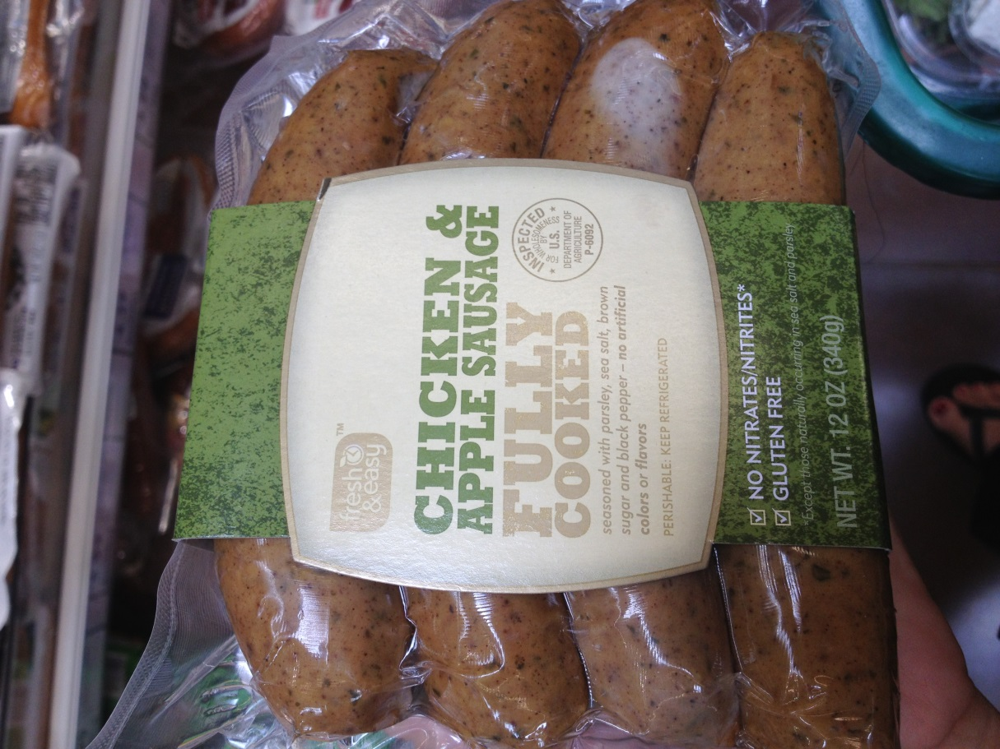 fresh
& easy
TM
CHICKEN &
APPLE SAUSAGE
FULLY
COOKED
INSPECTED
FOR WHOLESOMENESS
BY
U.S.
DEPARTMENT OF
AGRICULTURE
P-6092
seasoned with parsley, sea salt, brown
sugar and black pepper – no artificial
colors or flavors
PERISHABLE: KEEP REFRIGERATED
NO NITRATES/NITRITES*
GLUTEN FREE
*Except those naturally occurring in sea salt and parsley
NET WT. 12 OZ (340g)